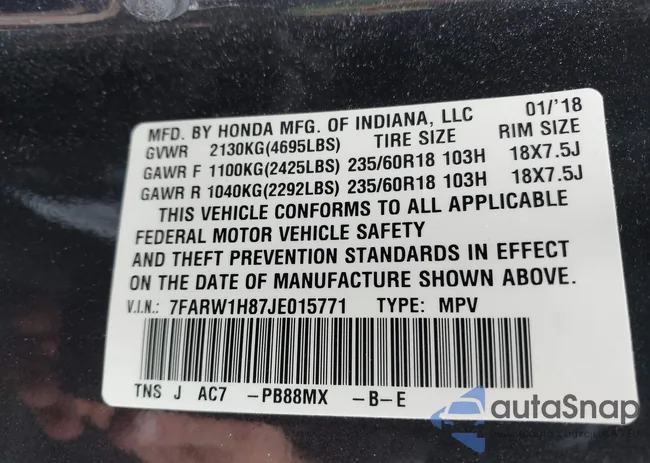 MFD. BY HONDA MFG. OF INDIANA, LLC 01/'18
GVWR 2130KG(4695LBS) TIRE SIZE RIM SIZE
GAWR F 1100KG(2425LBS) 235/60R18 103H 18X7.5J
GAWR R 1040KG(2292LBS) 235/60R18 103H 18X7.5J
THIS VEHICLE CONFORMS TO ALL APPLICABLE
FEDERAL MOTOR VEHICLE SAFETY
AND THEFT PREVENTION STANDARDS IN EFFECT
ON THE DATE OF MANUFACTURE SHOWN ABOVE.
V.I.N.: 7FARW1H87JE015771 TYPE: MPV
TNS J AC7 -PB88MX -B-E
autaSnap